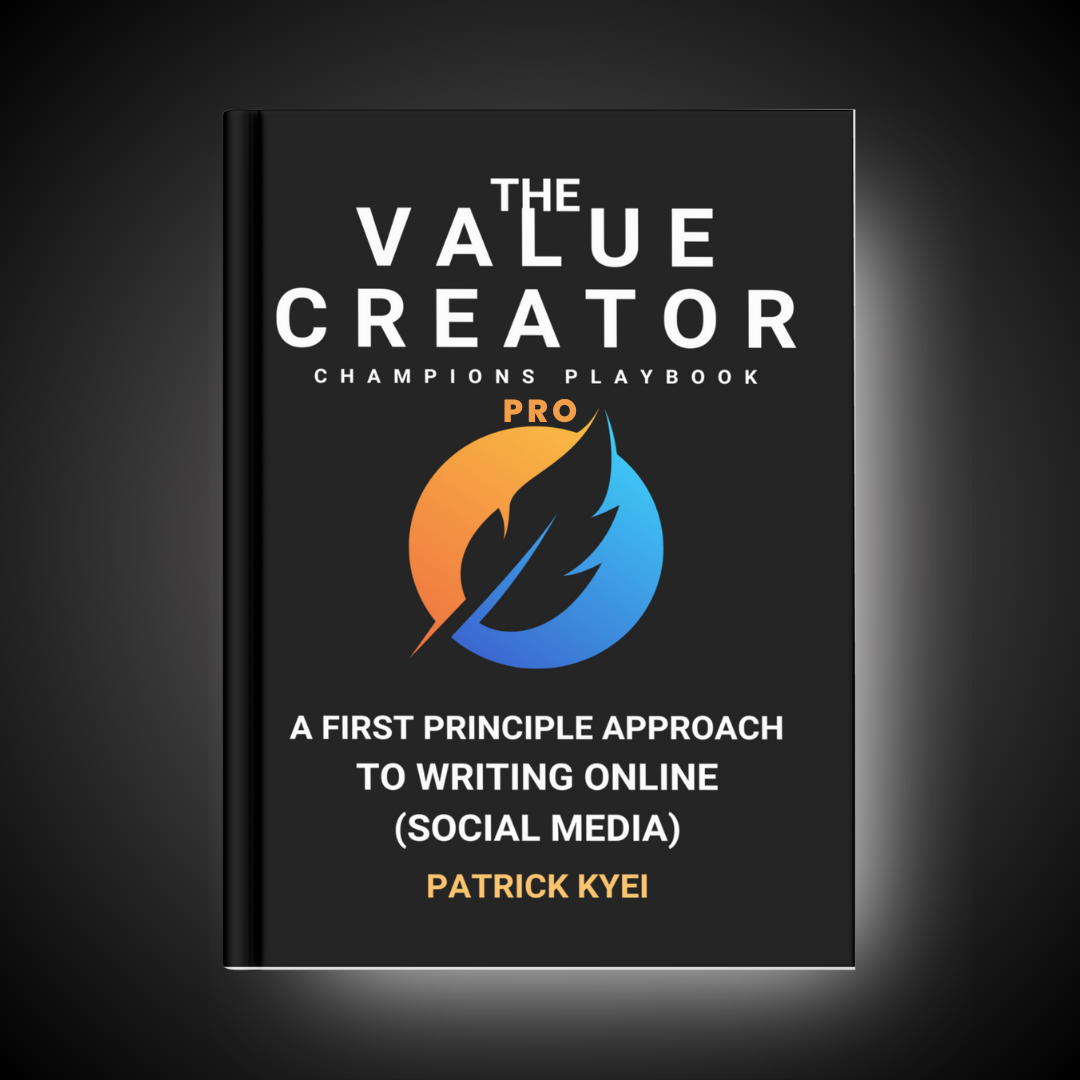 THE
VALUE
CREATOR
CHAMPIONS PLAYBOOK
PRO
A FIRST PRINCIPLE APPROACH
TO WRITING ONLINE
(SOCIAL MEDIA)
PATRICK KYEI